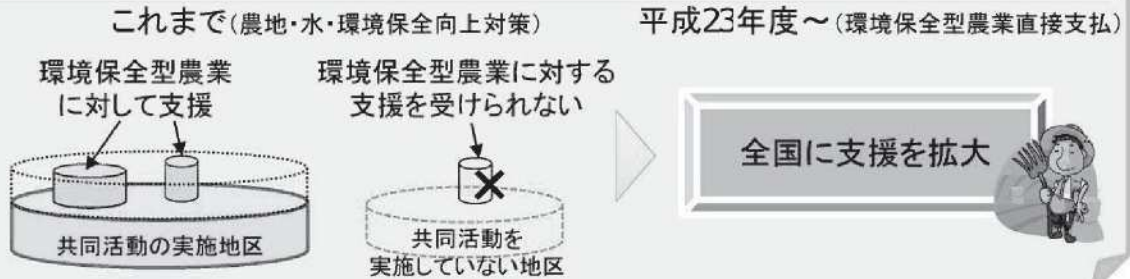 これまで(農地・水・環境保全向上対策)
平成23年度～(環境保全型農業直接支払)
環境保全型農業
に対して支援
環境保全型農業に対する
支援を受けられない
共同活動の実施地区
共同活動を
実施していない地区
全国に支援を拡大